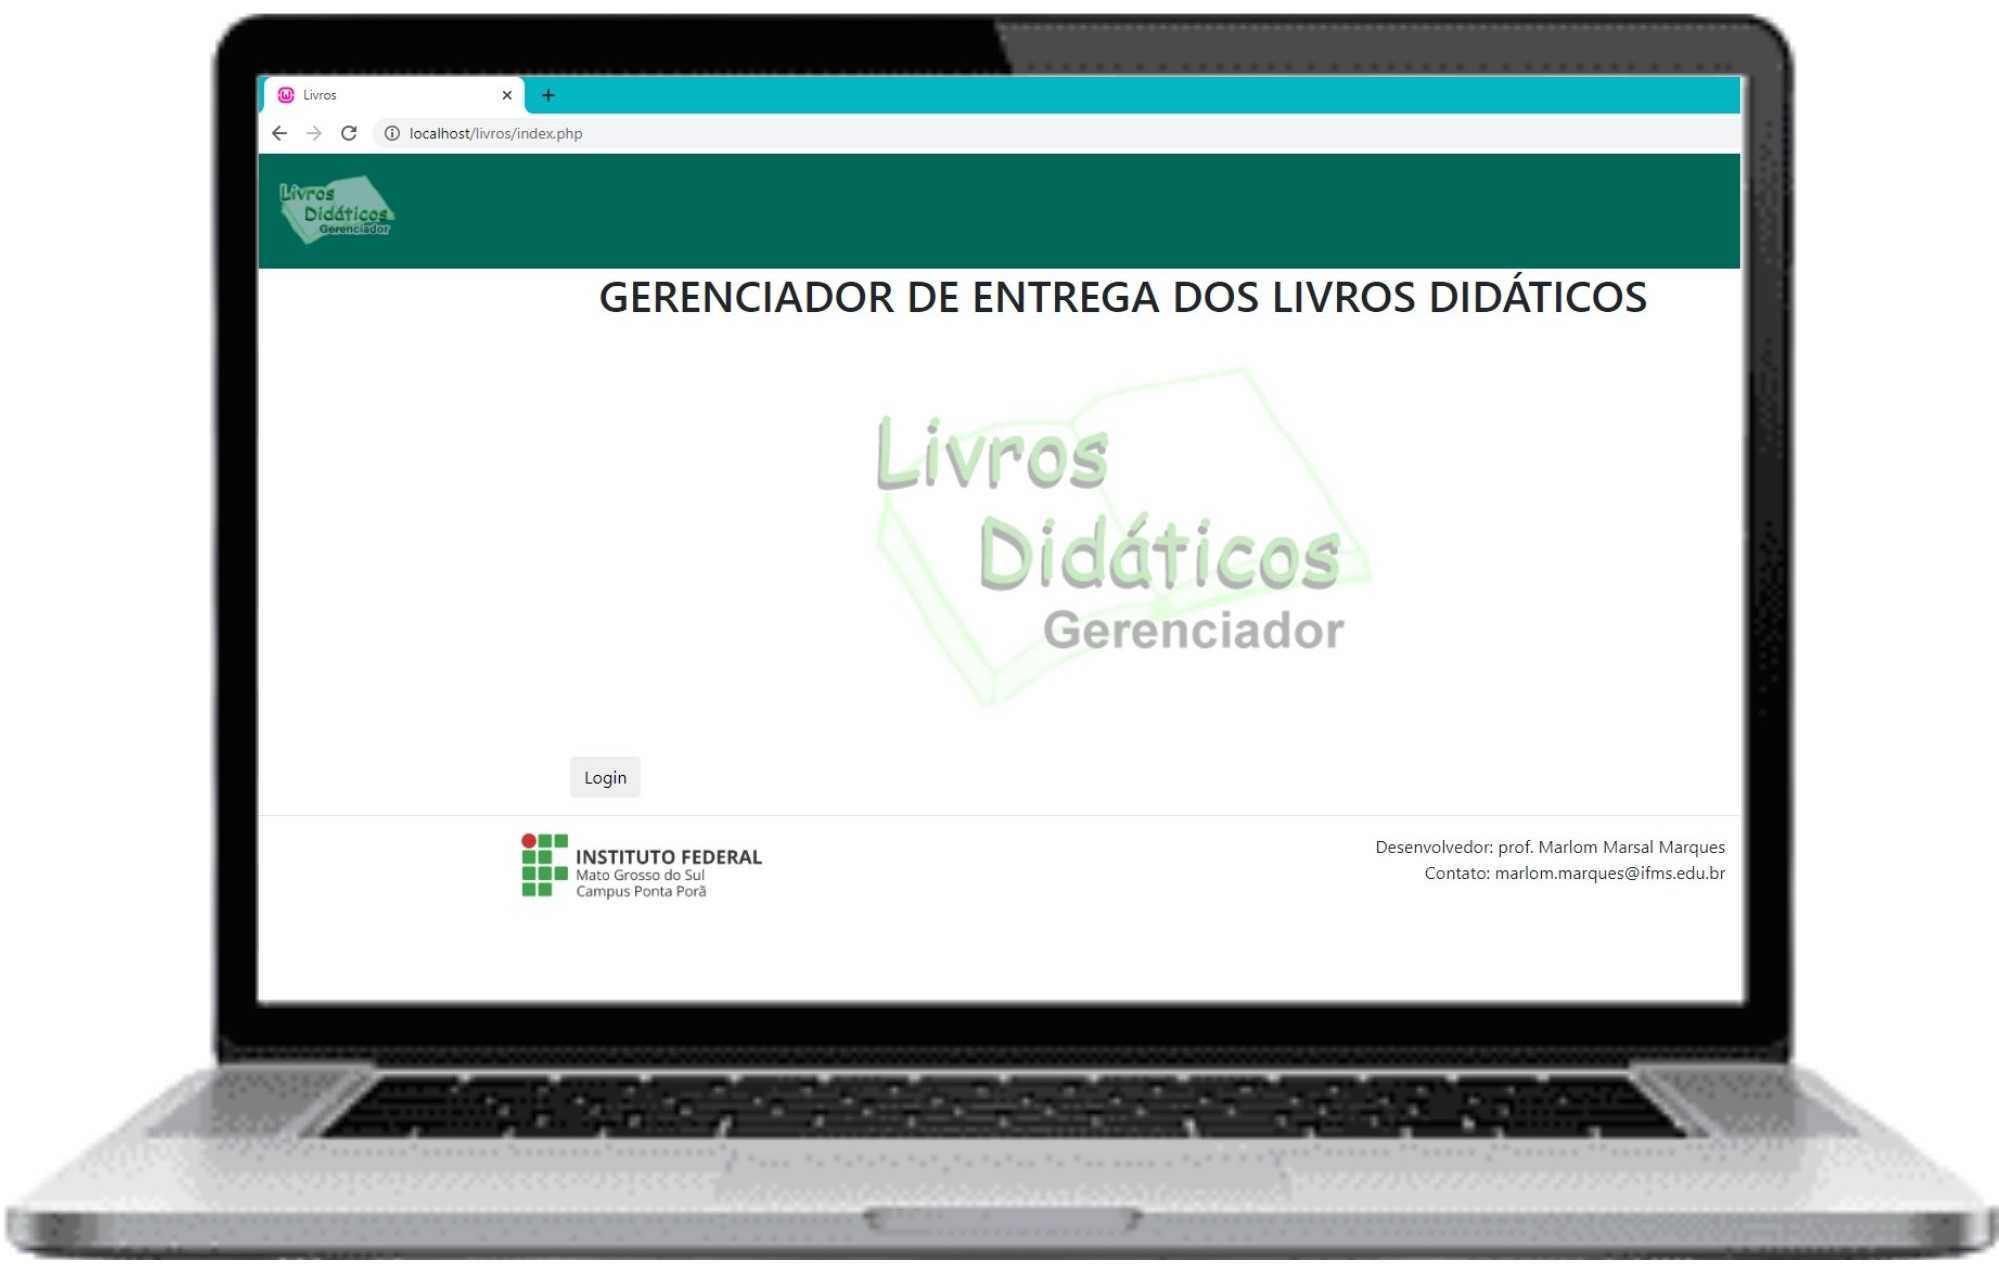 Livros
localhost/livros/index.php
Livros
Didáticos
Gerenciador
GERENCIADOR DE ENTREGA DOS LIVROS DIDÁTICOS
Livros
Didáticos
Gerenciador
Login
INSTITUTO FEDERAL
Mato Grosso do Sul
Campus Ponta Porã
Desenvolvedor: prof. Marlom Marsal Marques
Contato: marlom.marques@ifms.edu.br